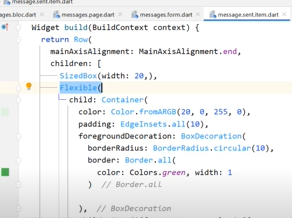 message.sent.item.dart
ages.bloc.dart
messages.page.dart
messages.form.dart
message.sent.item.dart
Widget build(BuildContext context) {
return Row(
mainAxisAlignment: MainAxisAlignment.end,
children: [
SizedBox(width: 20,),
Flexible(
child: Container(
color: Color.fromARGB(20, 0, 255, 0),
padding: EdgeInsets.all(10),
foregroundDecoration: BoxDecoration(
borderRadius: BorderRadius.circular(10),
border: Border.all(
color: Colors.green, width: 1
) // Border.all
), // BoxDecoration